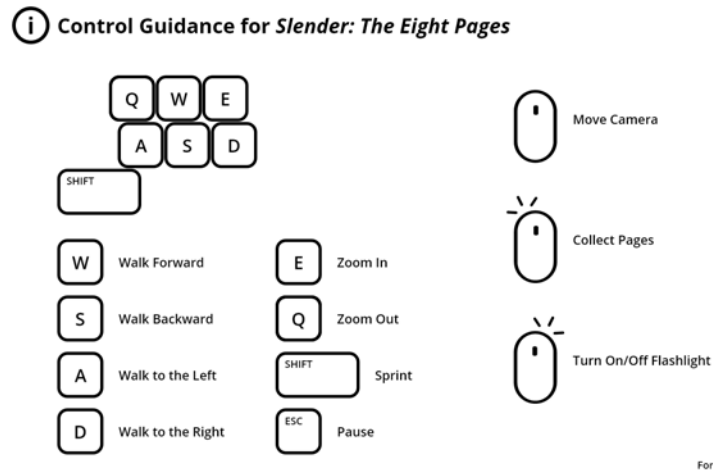 i Control Guidance for Slender: The Eight Pages
Q W E
A S D
SHIFT
W Walk Forward
S Walk Backward
A Walk to the Left
D Walk to the Right
E Zoom In
Q Zoom Out
SHIFT Sprint
ESC Pause
Move Camera
Collect Pages
Turn On/Off Flashlight
For